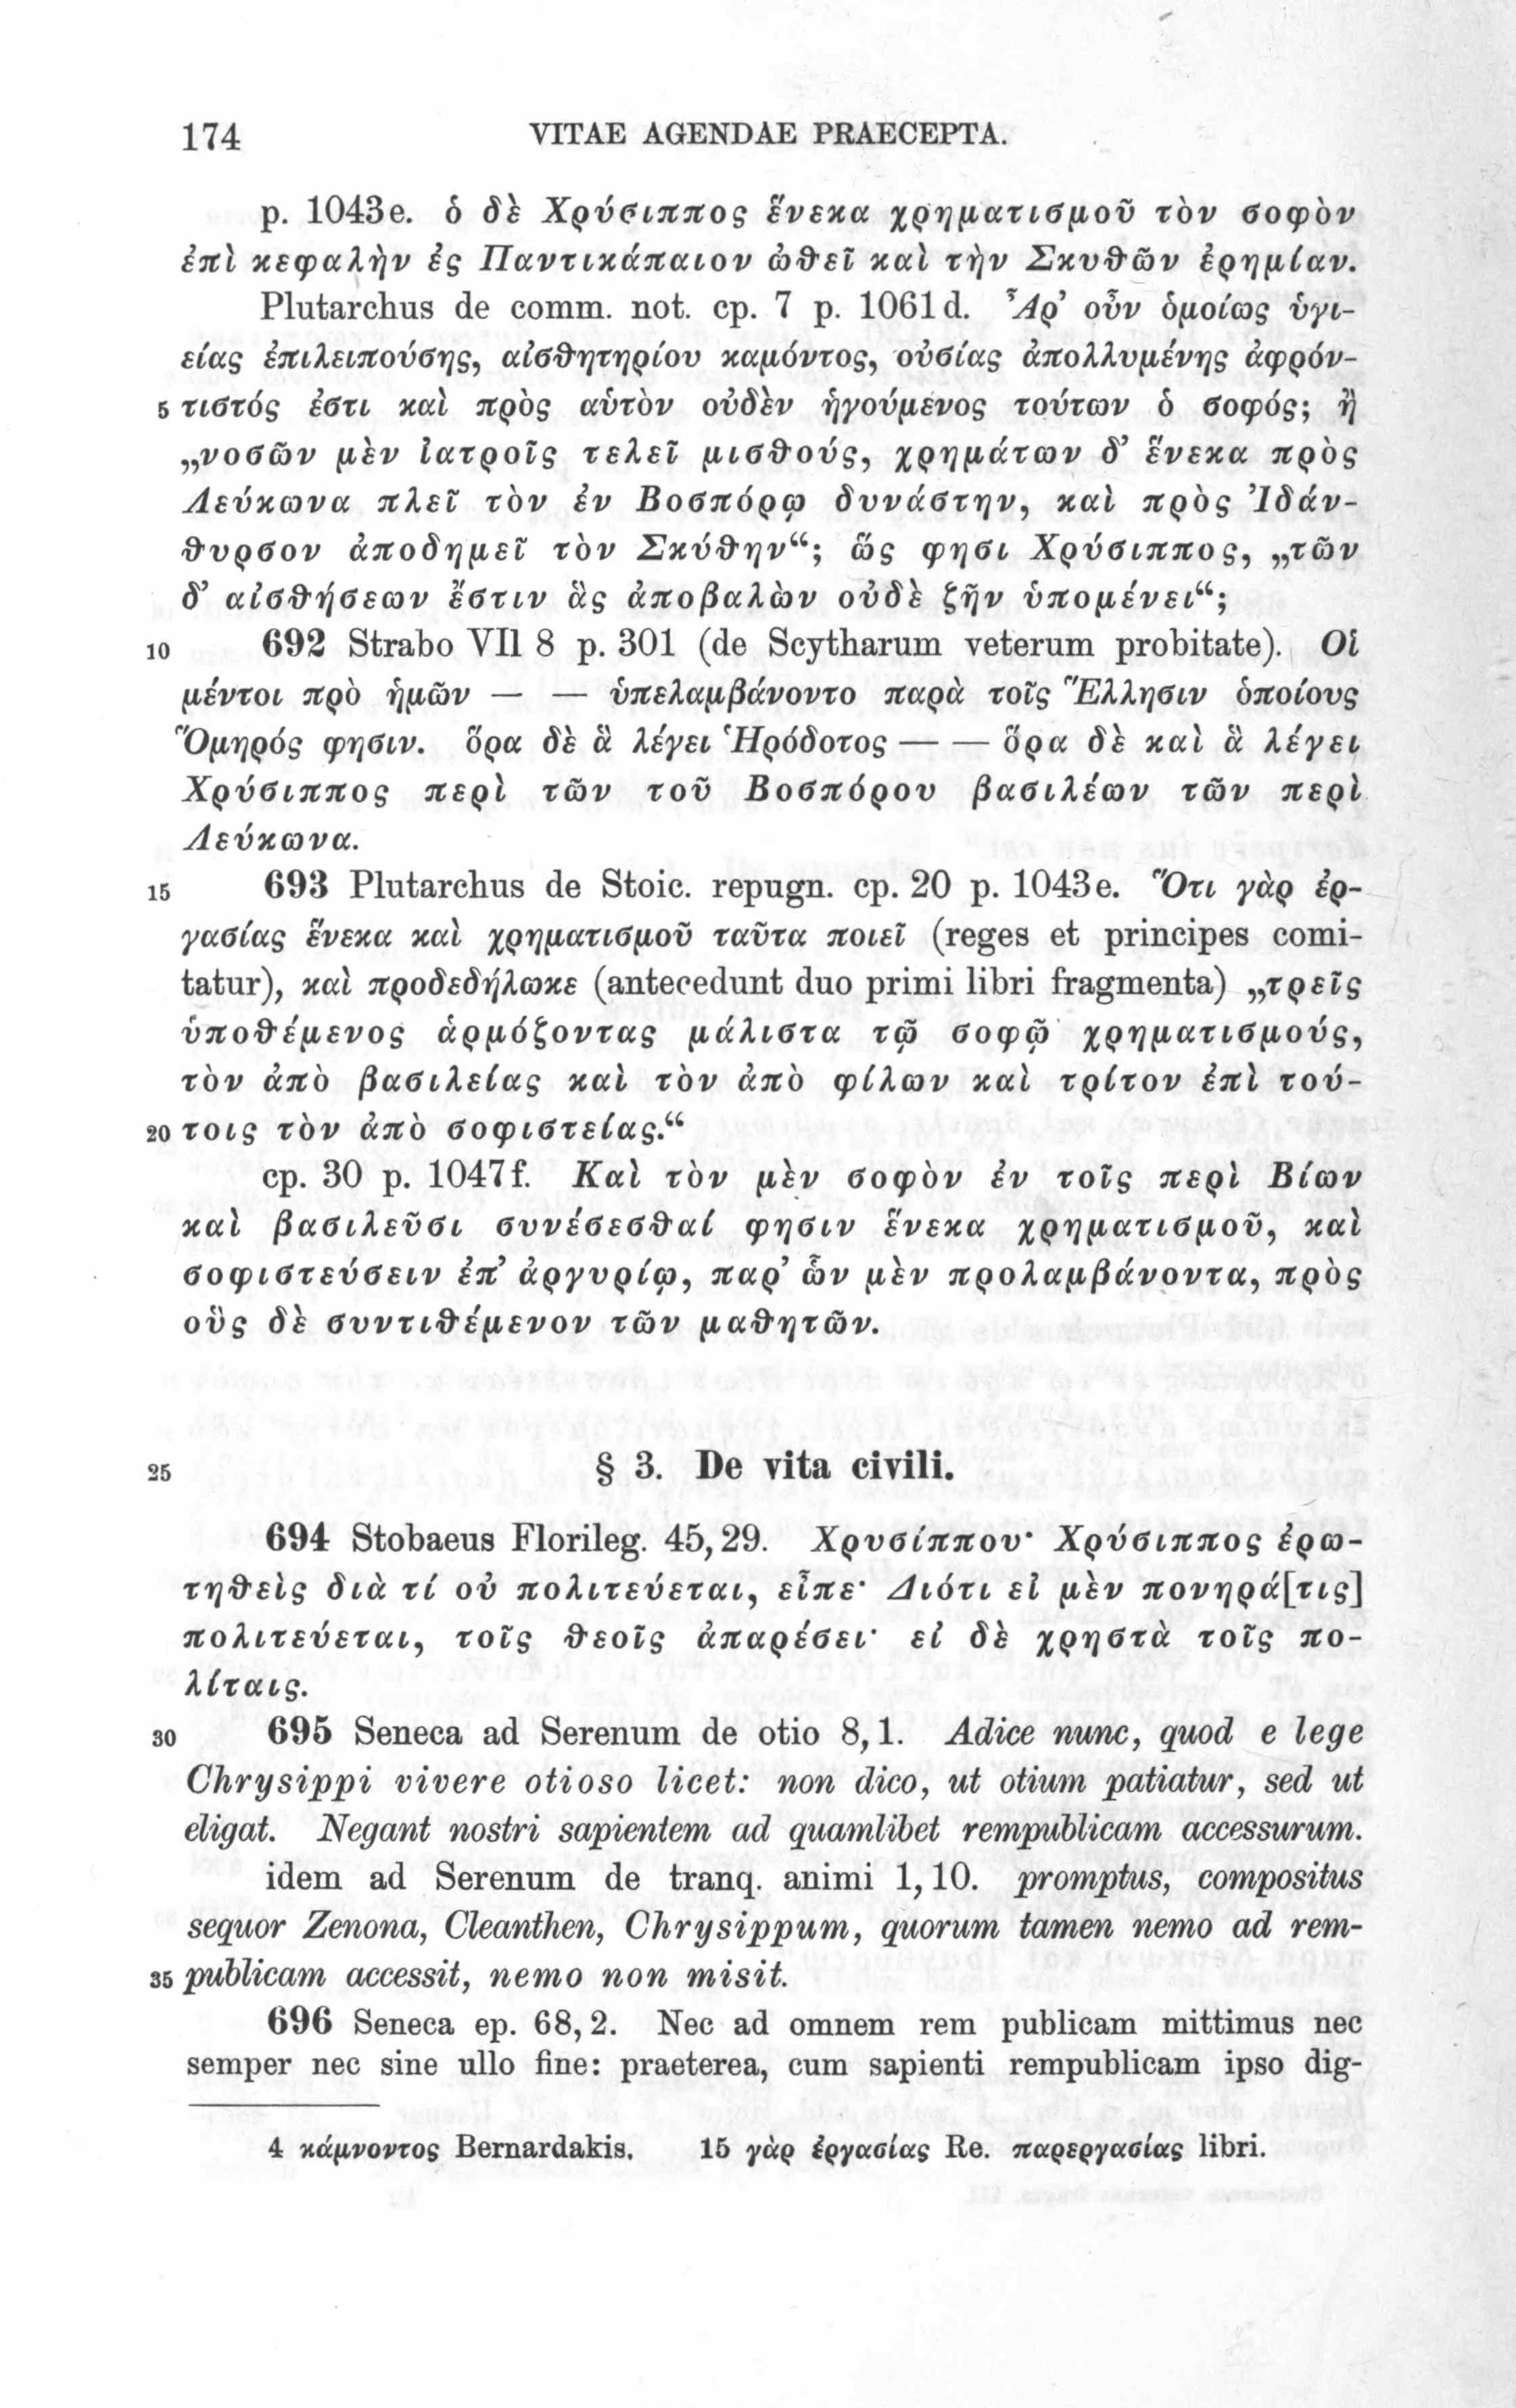 174 VITAE AGENDAE PRAECEPTA.
p. 1043e. ὁ δὲ Χρύσιππος ἕνεκα χρηματισμοῦ τὸν σοφὸν
ἐπὶ κεφαλὴν ἐς Παντικάπαιον ὠθεῖ καὶ τὴν Σκυθῶν ἐρημίαν.
Plutarchus de comm. not. cp. 7 p. 1061d. Ἆρ’ οὖν ὁμοίως ὑγι-
είας ἐπιλειπούσης, αἰσθητηρίου καμόντος, οὐσίας ἀπολλυμένης ἀφρόν-
5 τιστός ἐστι καὶ πρὸς αὑτὸν οὐδὲν ἡγούμενος τούτων ὁ σοφός; ἢ
„νοσῶν μὲν ἰατροῖς τελεῖ μισθούς, χρημάτων δ’ ἕνεκα πρὸς
Λεύκωνα πλεῖ τὸν ἐν Βοσπόρῳ δυνάστην, καὶ πρὸς Ἰδάν-
θυρσον ἀποδημεῖ τὸν Σκύθην“; ὥς φησι Χρύσιππος, „τῶν
δ’ αἰσθήσεων ἔστιν ἃς ἀποβαλὼν οὐδὲ ζῆν ὑπομένει“;
10 692 Strabo VII 8 p. 301 (de Scytharum veterum probitate). Οἱ
μέντοι πρὸ ἡμῶν — — ὑπελαμβάνοντο παρὰ τοῖς Ἕλλησιν ὁποίους
Ὅμηρός φησιν. ὅρα δὲ ἃ λέγει Ἡρόδοτος — — ὅρα δὲ καὶ ἃ λέγει
Χρύσιππος περὶ τῶν τοῦ Βοσπόρου βασιλέων τῶν περὶ
Λεύκωνα.
15 693 Plutarchus de Stoic. repugn. cp. 20 p. 1043e. Ὅτι γὰρ ἐρ-
γασίας ἕνεκα καὶ χρηματισμοῦ ταῦτα ποιεῖ (reges et principes comi-
tatur), καὶ προδεδήλωκε (antecedunt duo primi libri fragmenta) „τρεῖς
ὑποθέμενος ἁρμόζοντας μάλιστα τῷ σοφῷ χρηματισμούς,
τὸν ἀπὸ βασιλείας καὶ τὸν ἀπὸ φίλων καὶ τρίτον ἐπὶ τού-
20 τοις τὸν ἀπὸ σοφιστείας.“
cp. 30 p. 1047f. Καὶ τὸν μὲν σοφὸν ἐν τοῖς περὶ Βίων
καὶ βασιλεῦσι συνέσεσθαί φησιν ἕνεκα χρηματισμοῦ, καὶ
σοφιστεύσειν ἐπ’ ἀργυρίῳ, παρ’ ὧν μὲν προλαμβάνοντα, πρὸς
οὓς δὲ συντιθέμενον τῶν μαθητῶν.
25 § 3. De vita civili.
694 Stobaeus Florileg. 45,29. Χρυσίππου· Χρύσιππος ἐρω-
τηθεὶς διὰ τί οὐ πολιτεύεται, εἶπε· Διότι εἰ μὲν πονηρά[τις]
πολιτεύεται, τοῖς θεοῖς ἀπαρέσει· εἰ δὲ χρηστὰ τοῖς πο-
λίταις.
30 695 Seneca ad Serenum de otio 8,1. Adice nunc, quod e lege
Chrysippi vivere otioso licet: non dico, ut otium patiatur, sed ut
eligat. Negant nostri sapientem ad quamlibet rempublicam accessurum.
idem ad Serenum de tranq. animi 1,10. promptus, compositus
sequor Zenona, Cleanthen, Chrysippum, quorum tamen nemo ad rem-
35 publicam accessit, nemo non misit.
696 Seneca ep. 68,2. Nec ad omnem rem publicam mittimus nec
semper nec sine ullo fine: praeterea, cum sapienti rempublicam ipso dig-
4 κάμνοντος Bernardakis. 15 γὰρ ἐργασίας Re. παρεργασίας libri.